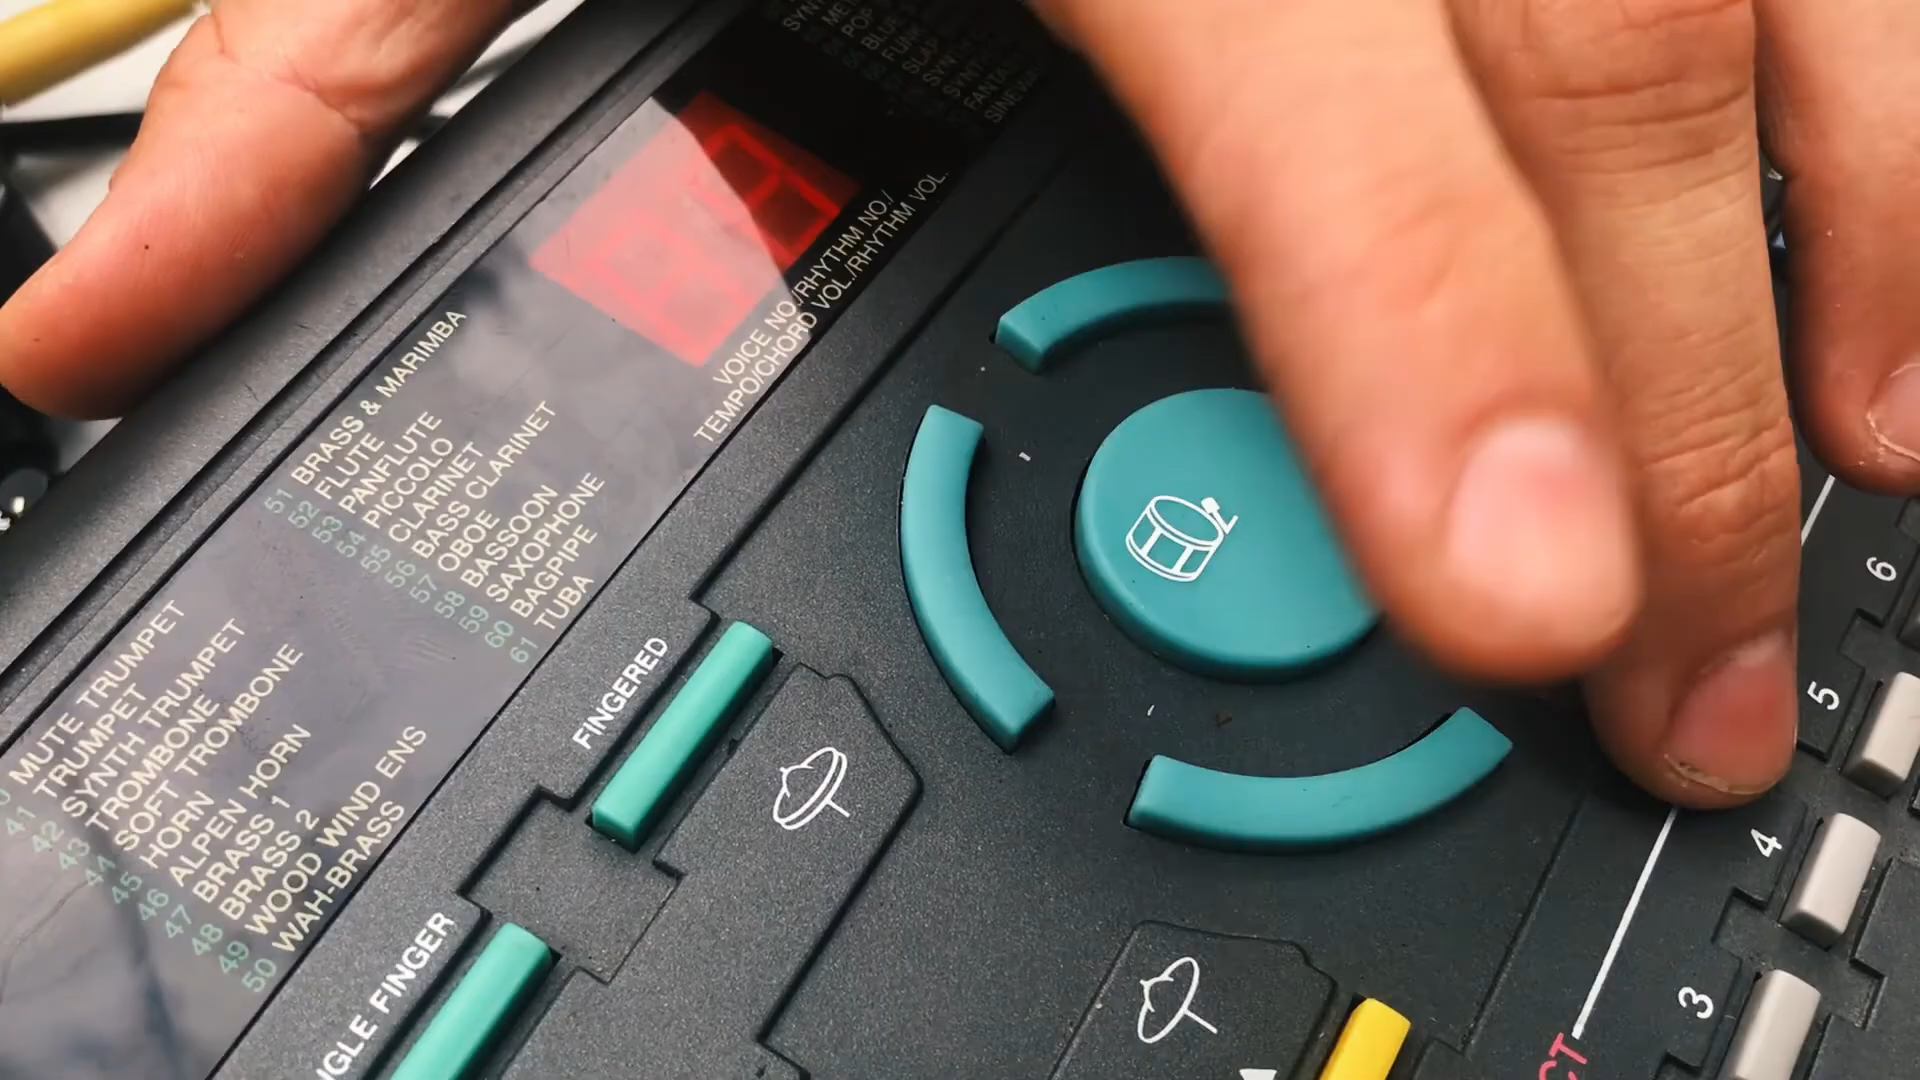 MUTE TRUMPET
41 TRUMPET
42 SYNTH TRUMPET
43 TROMBONE
44 SOFT TROMBONE
45 HORN
46 ALPEN HORN
47 BRASS 1
48 BRASS 2
49 WOOD WIND ENS
50 WAH-BRASS
51 BRASS & MARIMBA
52 FLUTE
53 PANFLUTE
54 PICCOLO
55 CLARINET
56 BASS CLARINET
57 OBOE
58 BASSOON
59 SAXOPHONE
60 BAGPIPE
61 TUBA
POP
VOICE NO./RHYTHM NO./
TEMPO/CHORD VOL./RHYTHM VOL.
FINGERED
NGLE FINGER
6
5
4
3
CT